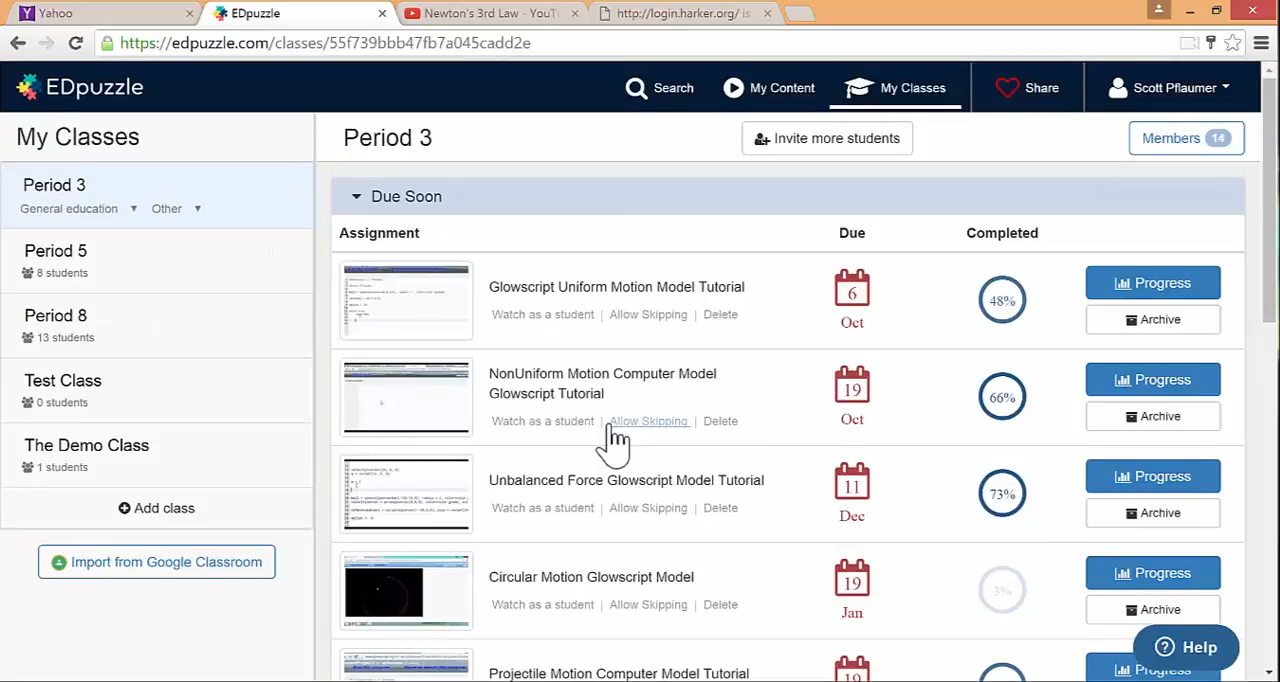 Yahoo
EDpuzzle
Newton's 3rd Law - YouT
http://login.harker.org/ is
https://edpuzzle.com/classes/55f739bbb47fb7a045cadd2e
EDpuzzle
Search
My Content
My Classes
Share
Scott Pflaumer
My Classes
Period 3
General education
Other
Period 5
8 students
Period 8
13 students
Test Class
0 students
The Demo Class
1 students
Add class
Import from Google Classroom
Period 3
Invite more students
Members 14
Due Soon
Assignment Due Completed
Glowscript Uniform Motion Model Tutorial
Watch as a student | Allow Skipping | Delete
6
Oct
48%
Progress
Archive
NonUniform Motion Computer Model
Glowscript Tutorial
Watch as a student | Allow Skipping | Delete
19
Oct
66%
Progress
Archive
Unbalanced Force Glowscript Model Tutorial
Watch as a student | Allow Skipping | Delete
11
Dec
73%
Progress
Archive
Circular Motion Glowscript Model
Watch as a student | Allow Skipping | Delete
19
Jan
3%
Progress
Archive
Projectile Motion Computer Model Tutorial
19
Progress
Help